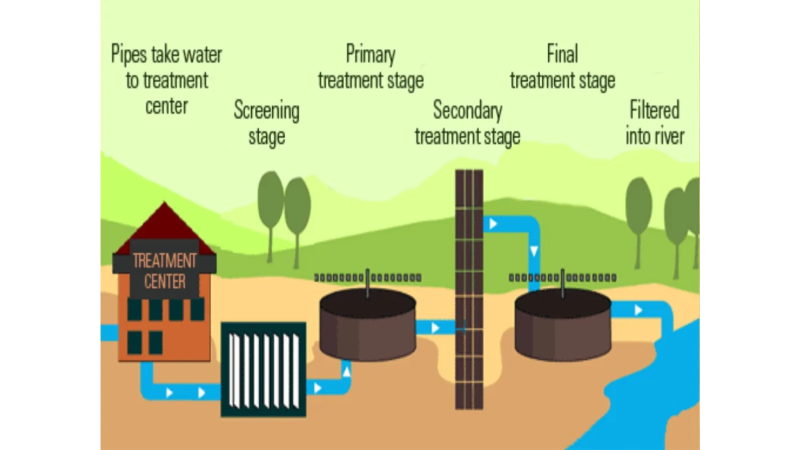 Pipes take water
to treatment
center
Screening
stage
Primary
treatment stage
Secondary
treatment stage
Final
treatment stage
Filtered
into river
TREATMENT
CENTER